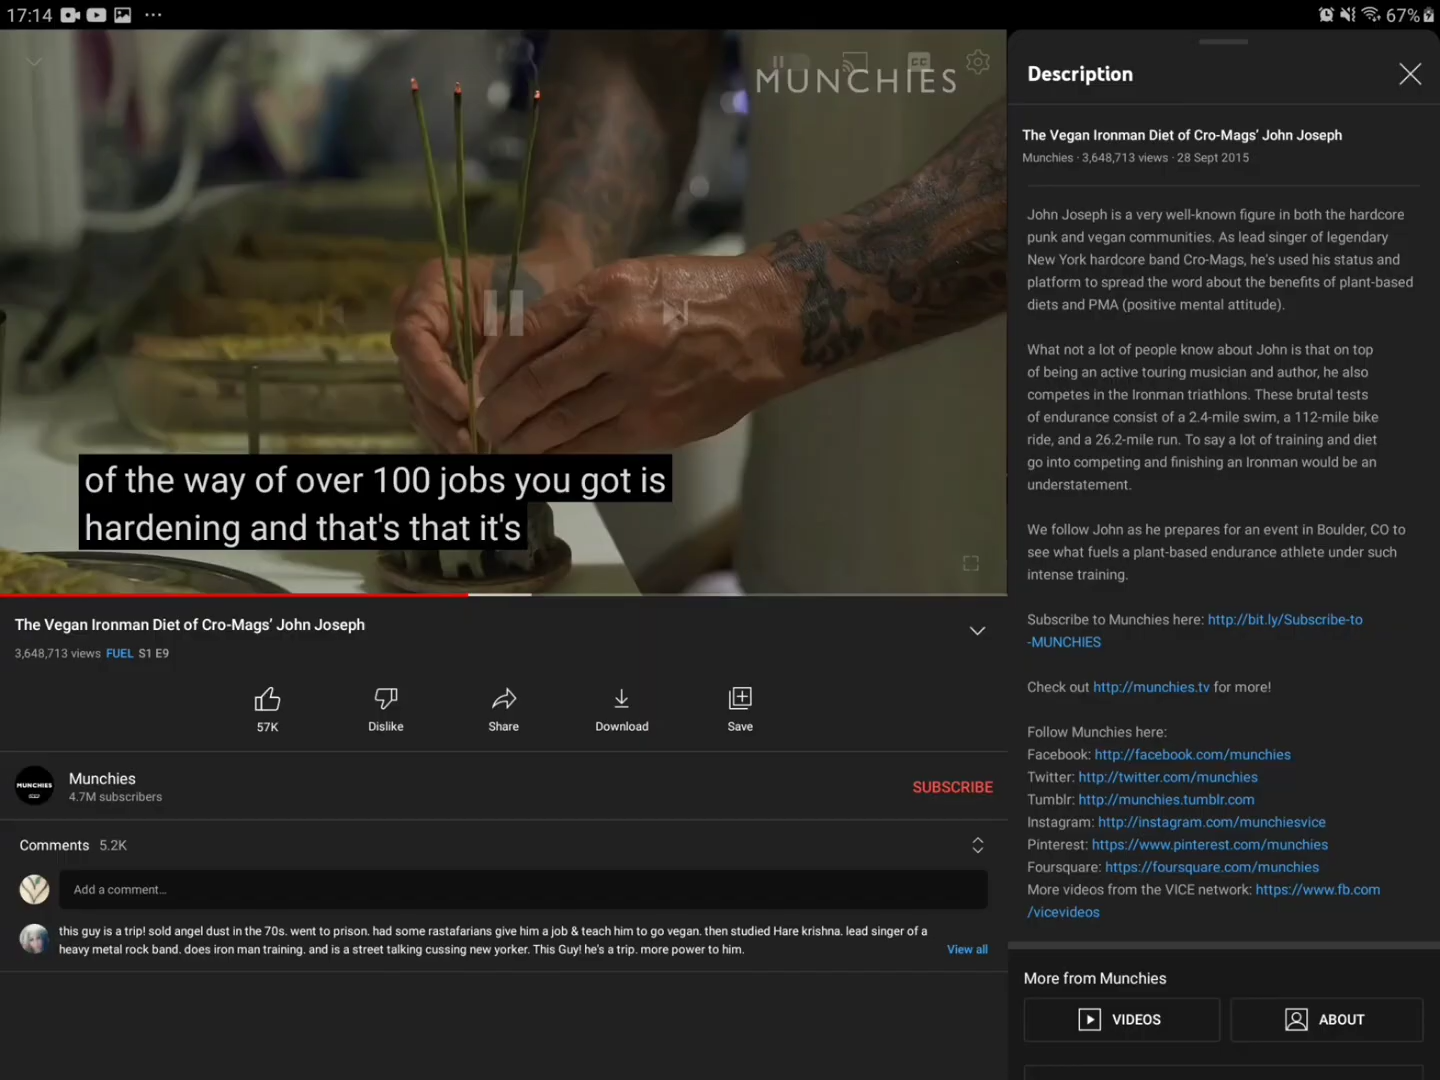 17:14
67%
MUNCHIES
CC
of the way of over 100 jobs you got is
hardening and that's that it's
The Vegan Ironman Diet of Cro-Mags' John Joseph
3,648,713 views FUEL S1 E9
57K
Dislike
Share
Download
Save
MUNCHIES
Munchies
4.7M subscribers
SUBSCRIBE
Comments 5.2K
Add a comment...
this guy is a trip! sold angel dust in the 70s. went to prison. had some rastafarians give him a job & teach him to go vegan. then studied Hare krishna. lead singer of a
heavy metal rock band. does iron man training. and is a street talking cussing new yorker. This Guy! he's a trip. more power to him.
View all
Description
The Vegan Ironman Diet of Cro-Mags' John Joseph
Munchies · 3,648,713 views · 28 Sept 2015
John Joseph is a very well-known figure in both the hardcore
punk and vegan communities. As lead singer of legendary
New York hardcore band Cro-Mags, he's used his status and
platform to spread the word about the benefits of plant-based
diets and PMA (positive mental attitude).
What not a lot of people know about John is that on top
of being an active touring musician and author, he also
competes in the Ironman triathlons. These brutal tests
of endurance consist of a 2.4-mile swim, a 112-mile bike
ride, and a 26.2-mile run. To say a lot of training and diet
go into competing and finishing an Ironman would be an
understatement.
We follow John as he prepares for an event in Boulder, CO to
see what fuels a plant-based endurance athlete under such
intense training.
Subscribe to Munchies here: http://bit.ly/Subscribe-to
-MUNCHIES
Check out http://munchies.tv for more!
Follow Munchies here:
Facebook: http://facebook.com/munchies
Twitter: http://twitter.com/munchies
Tumblr: http://munchies.tumblr.com
Instagram: http://instagram.com/munchiesvice
Pinterest: https://www.pinterest.com/munchies
Foursquare: https://foursquare.com/munchies
More videos from the VICE network: https://www.fb.com
/vicevideos
More from Munchies
VIDEOS
ABOUT